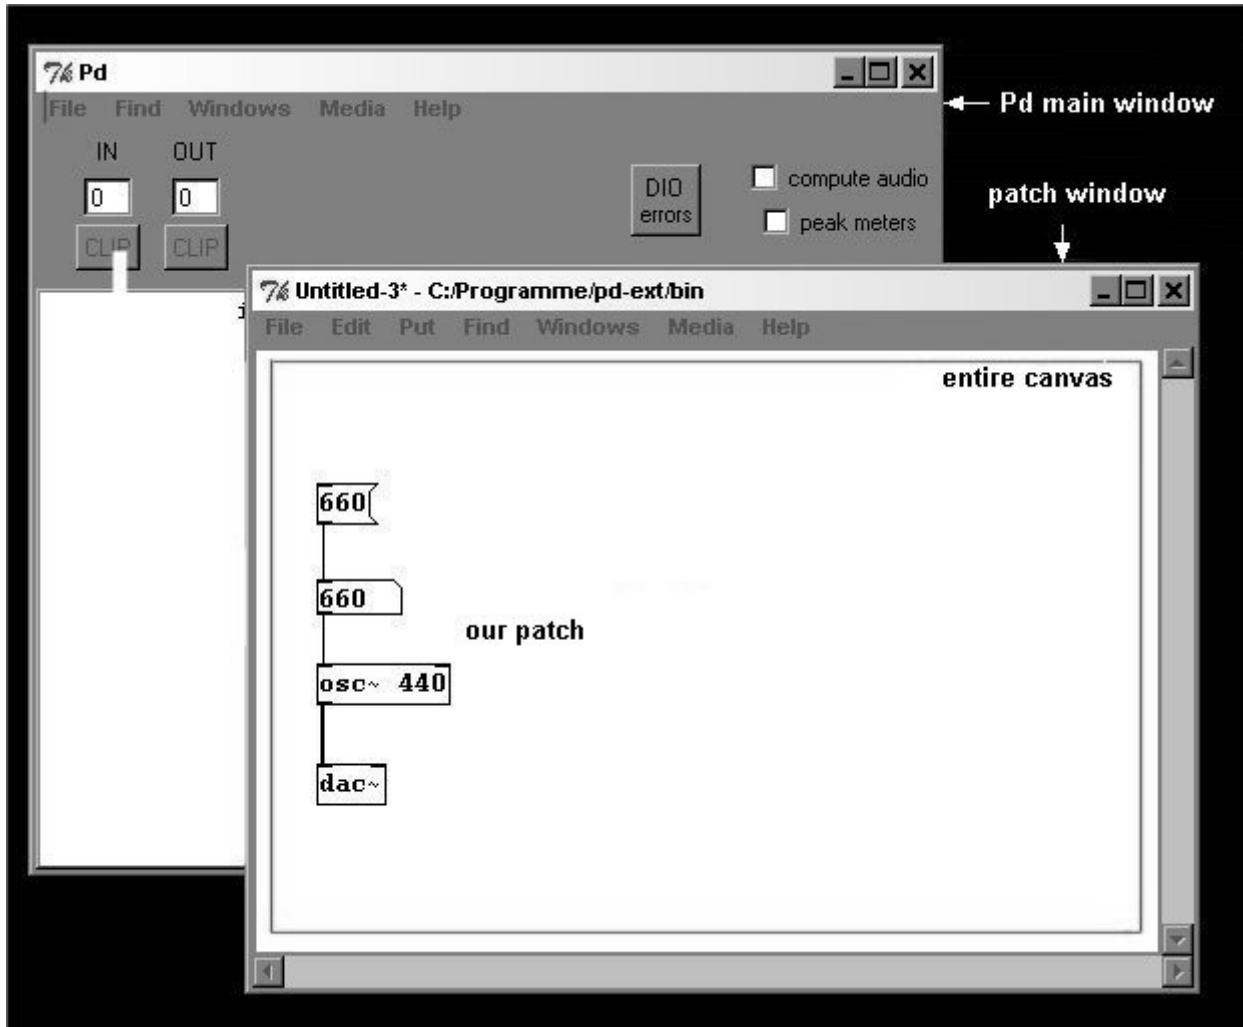 Pd
File Find Windows Media Help
Pd main window
IN OUT
0 0
DIO
errors
compute audio
peak meters
CLIP CLIP
patch window
Untitled-3* - C:/Programme/pd-ext/bin
File Edit Put Find Windows Media Help
entire canvas
660
660
our patch
osc~ 440
dac~